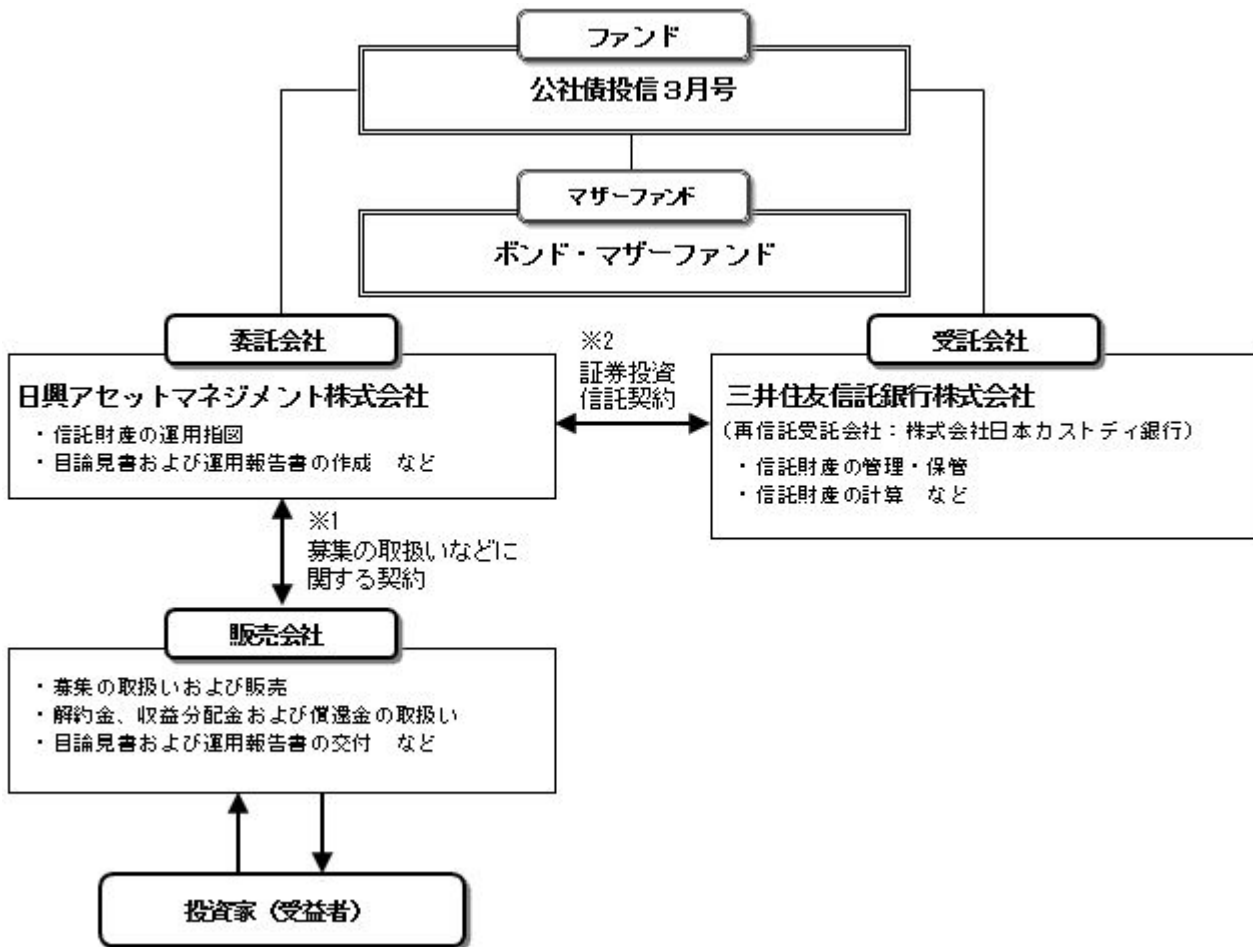 ファンド
公社債投信3月号
マザーファンド
ボンド・マザーファンド
委託会社
日興アセットマネジメント株式会社
・信託財産の運用指図
・目論見書および運用報告書の作成　など
※2
証券投資
信託契約
受託会社
三井住友信託銀行株式会社
（再信託受託会社：株式会社日本カストディ銀行）
・信託財産の管理・保管
・信託財産の計算　など
※1
募集の取扱いなどに
関する契約
販売会社
・募集の取扱いおよび販売
・解約金、収益分配金および償還金の取扱い
・目論見書および運用報告書の交付　など
投資家（受益者）